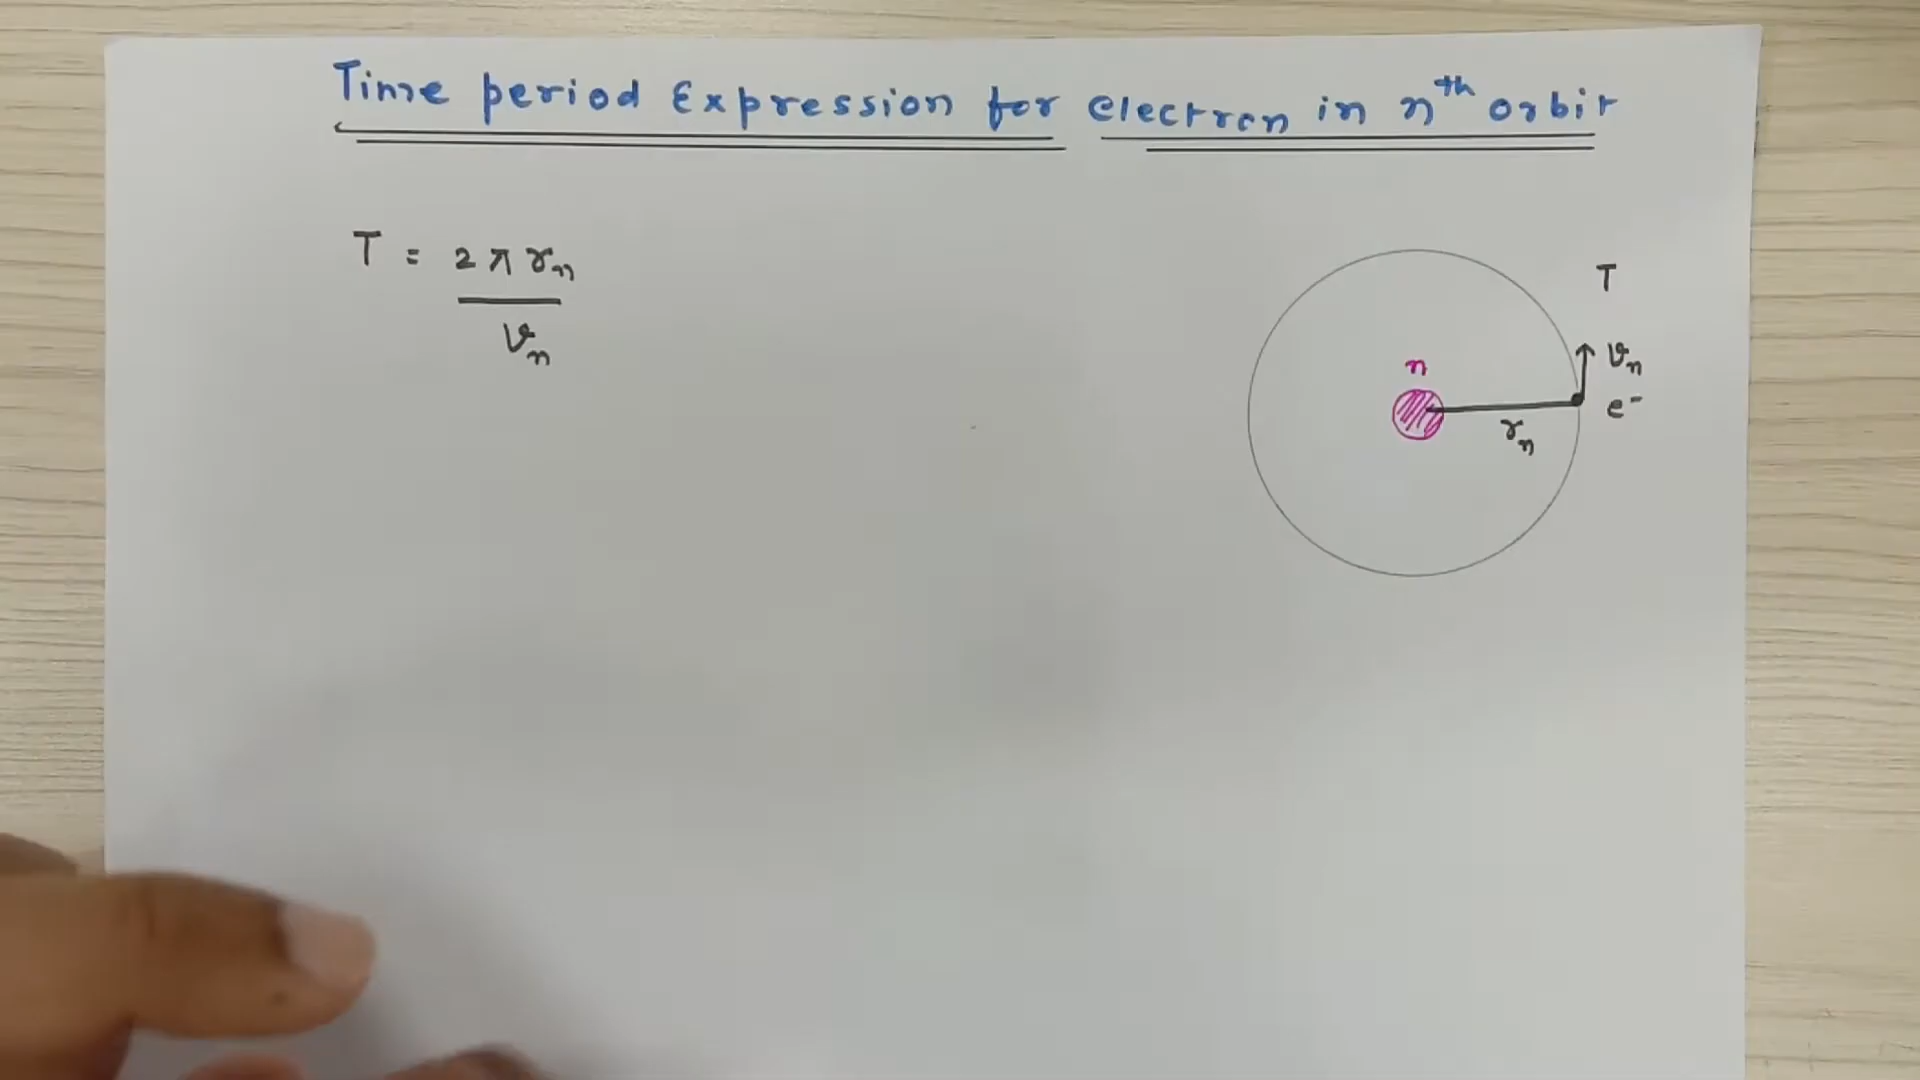 Time period Expression for electron in nᵗʰ orbit
T = 2πrₙ
vₙ
T
n
vₙ
e⁻
rₙ